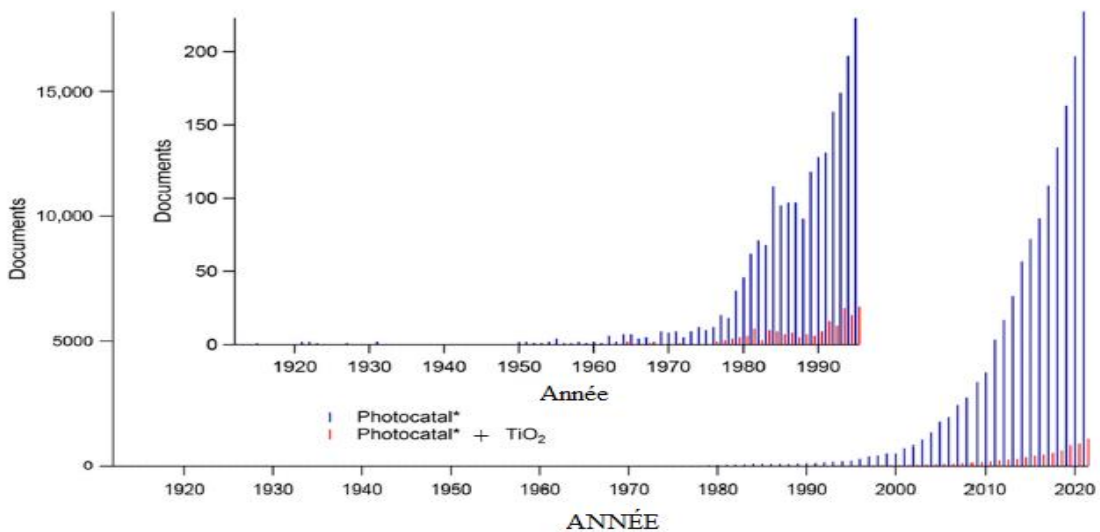 Documents
15,000
10,000
5000
0
Documents
200
150
100
50
0
1920 1930 1940 1950 1960 1970 1980 1990
Année
Photocatal*
Photocatal* + TiO₂
1920 1930 1940 1950 1960 1970 1980 1990 2000 2010 2020
ANNÉE